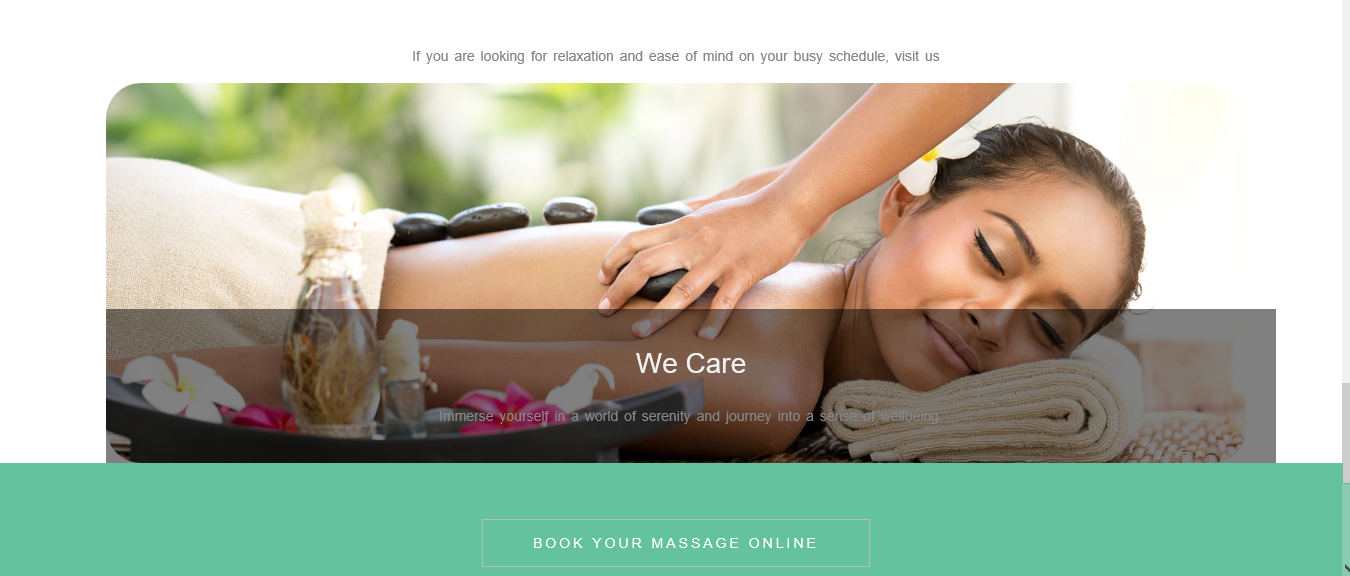 If you are looking for relaxation and ease of mind on your busy schedule, visit us
We Care
Immerse yourself in a world of serenity and journey into a sense of wellbeing.
BOOK YOUR MASSAGE ONLINE